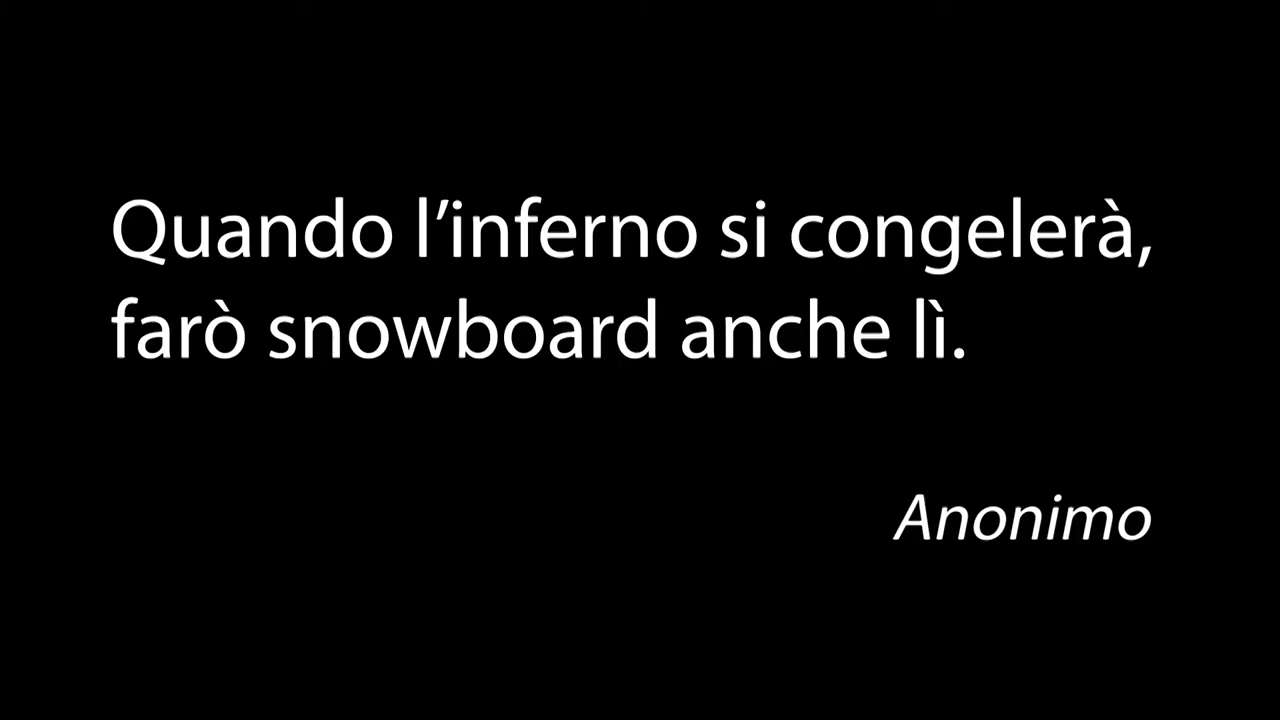 Quando l’inferno si congelerà,
farò snowboard anche lì.
Anonimo